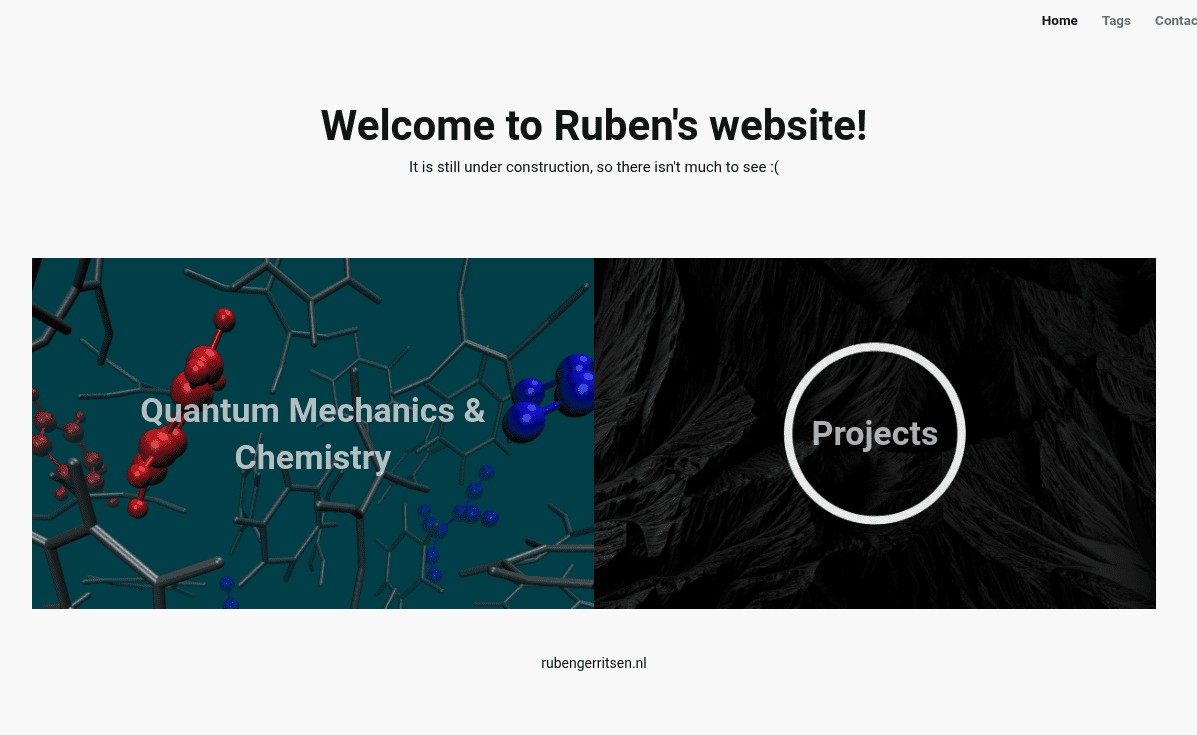 Home Tags Contac
Welcome to Ruben's website!
It is still under construction, so there isn't much to see :(
Quantum Mechanics &
Chemistry
Projects
rubengerritsen.nl